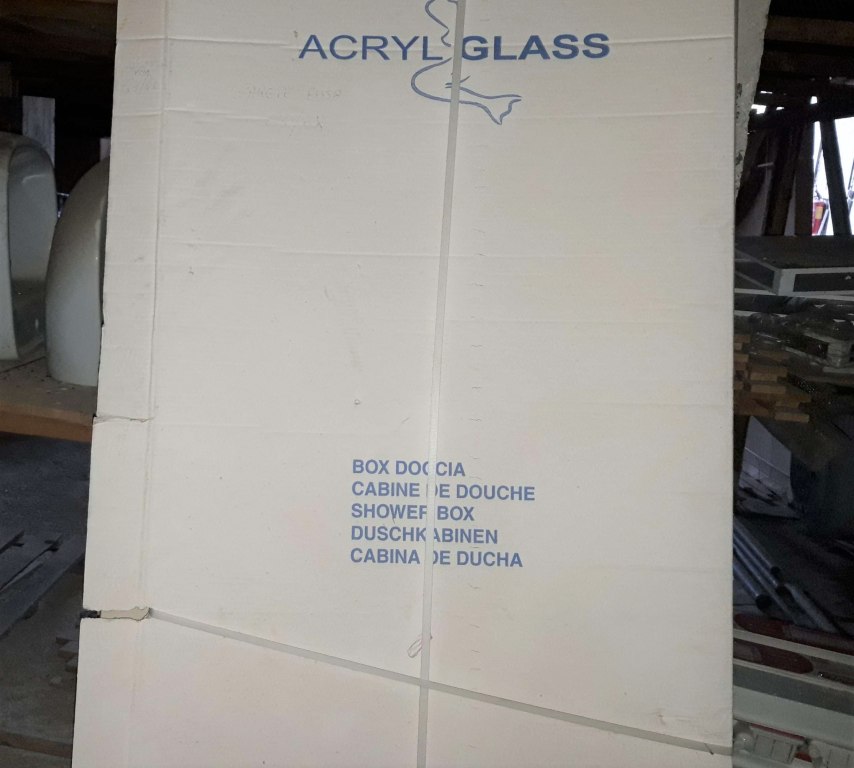 ACRYL GLASS
BOX DOCCIA
CABINE DE DOUCHE
SHOWER BOX
DUSCHKABINEN
CABINA DE DUCHA